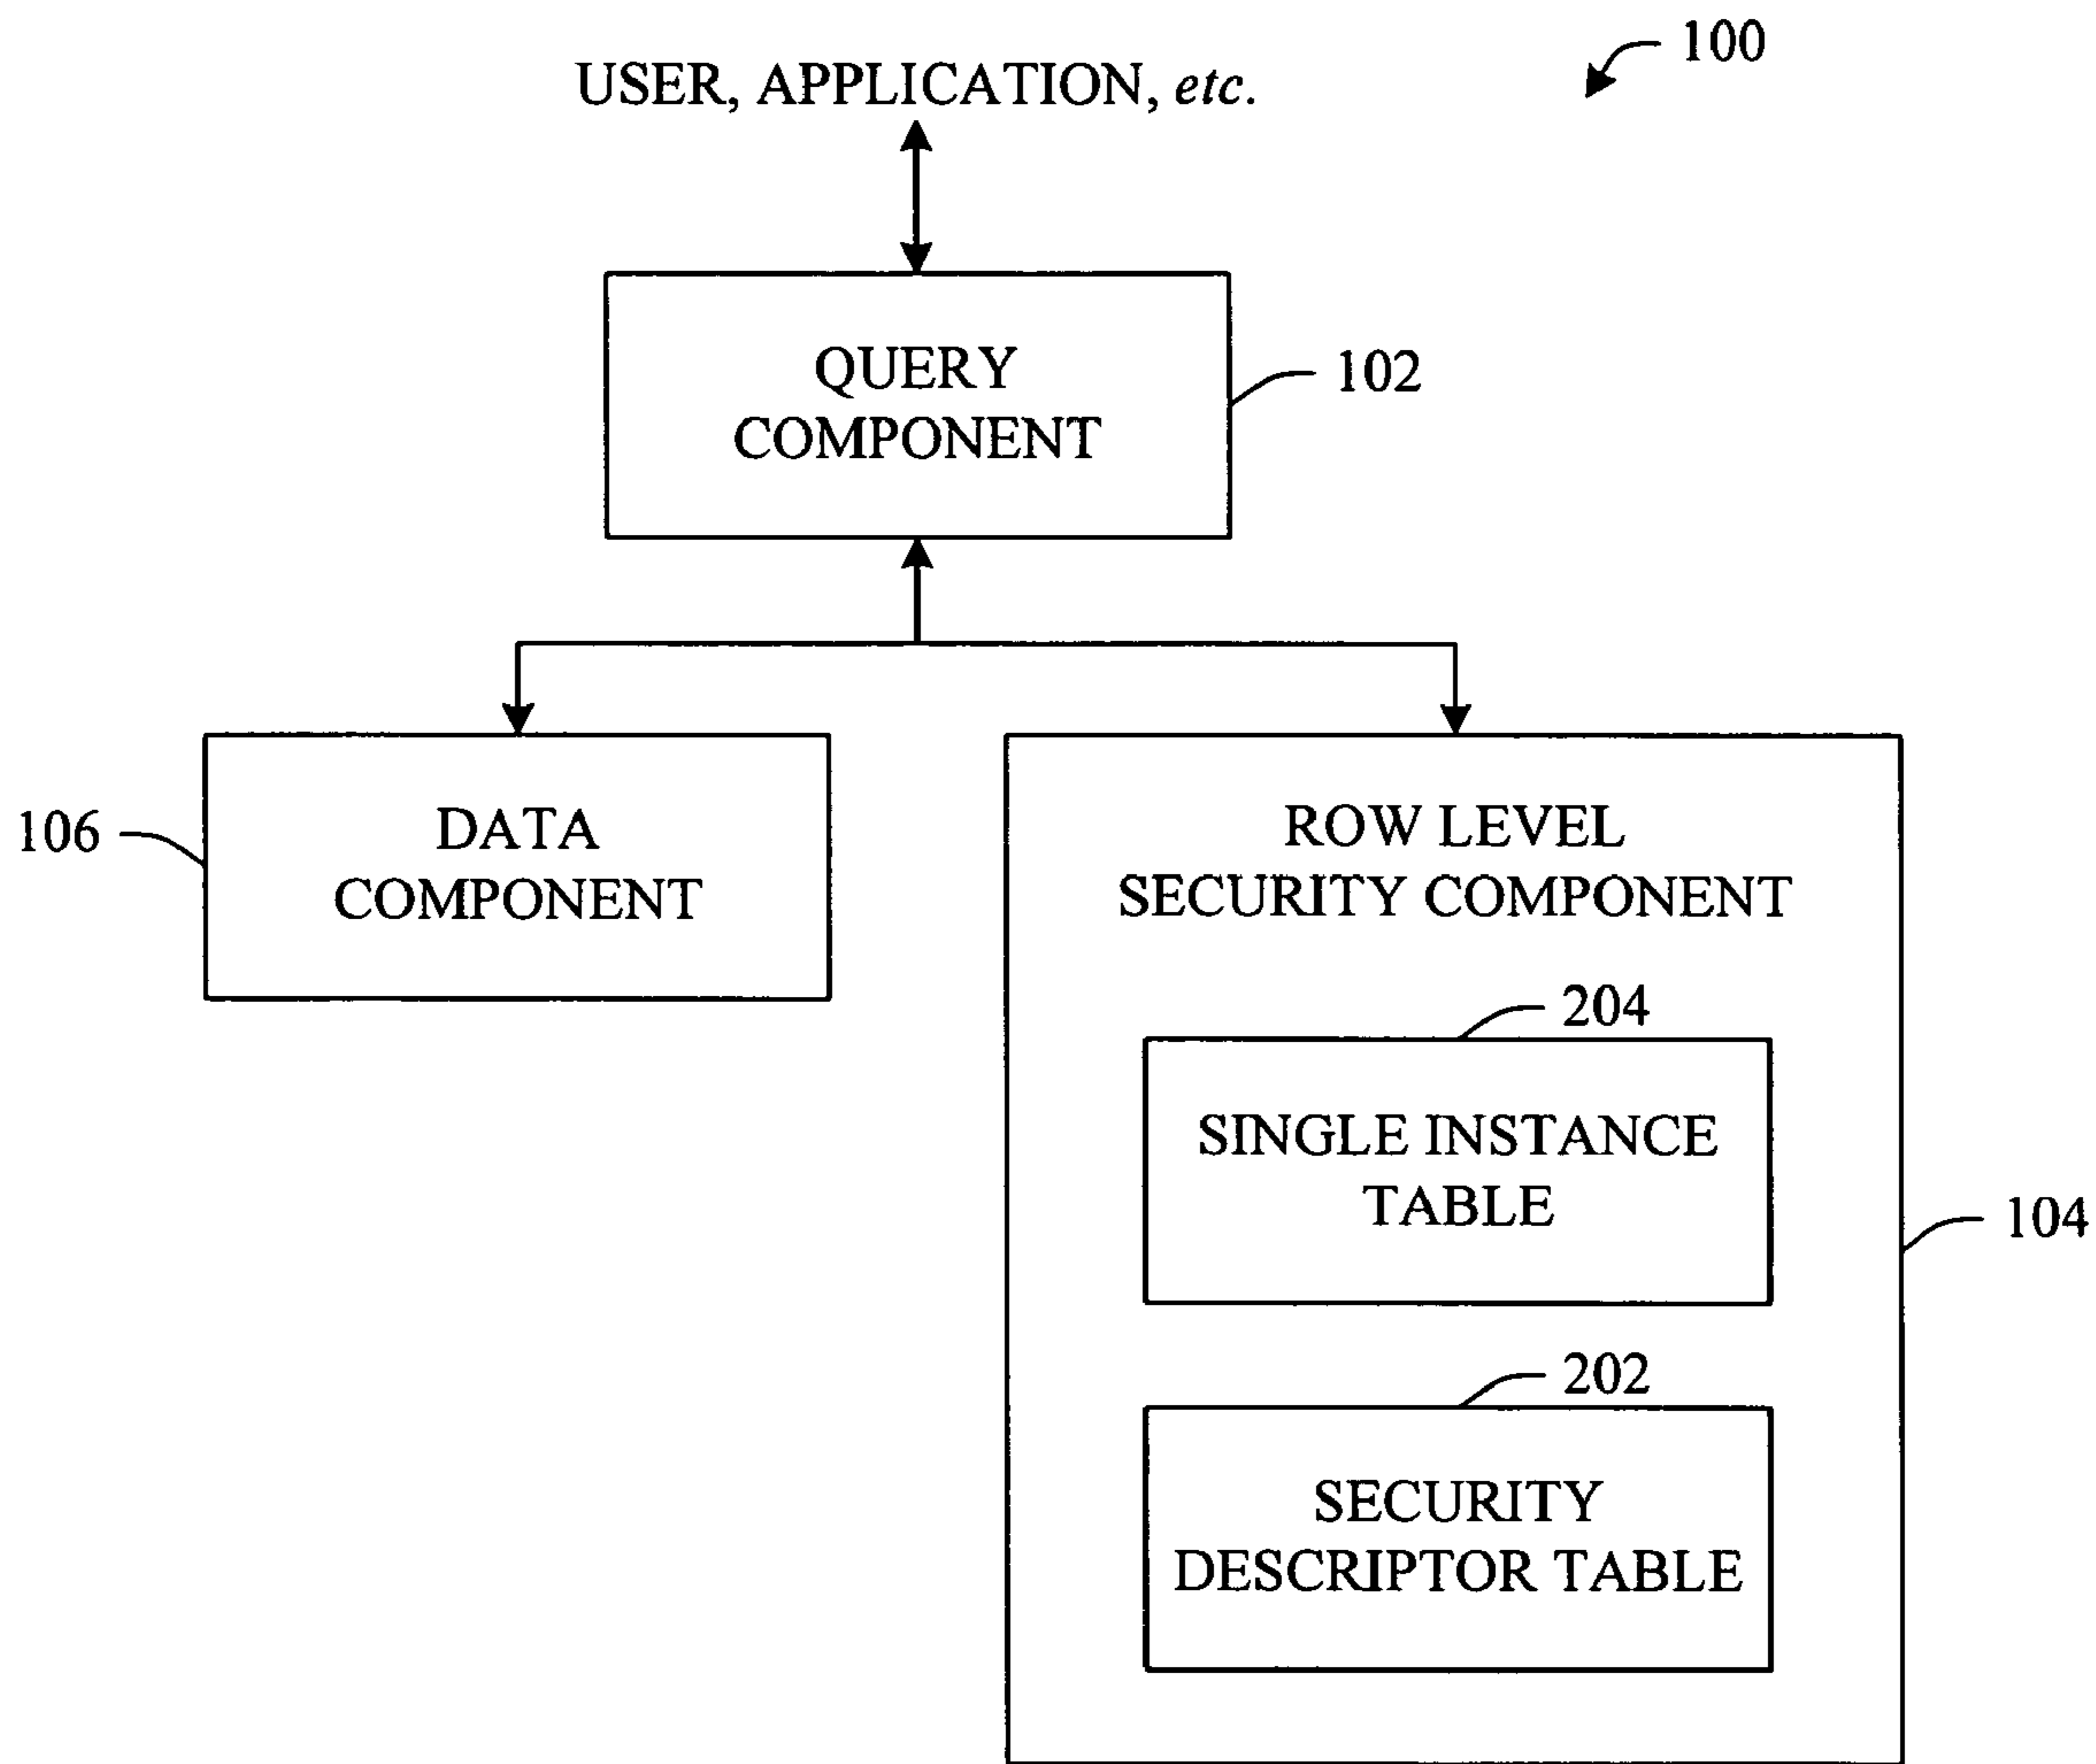 100
USER, APPLICATION, etc.
QUERY
COMPONENT
102
106
DATA
COMPONENT
ROW LEVEL
SECURITY COMPONENT
204
SINGLE INSTANCE
TABLE
104
202
SECURITY
DESCRIPTOR TABLE